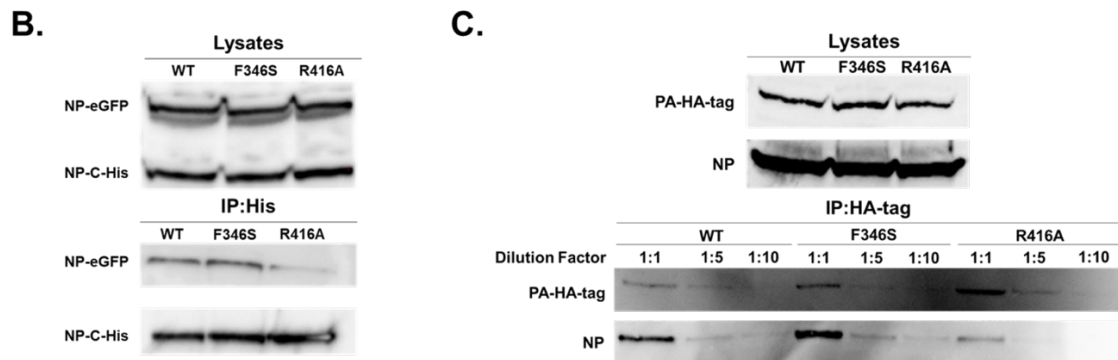 B.
Lysates
WT F346S R416A
NP-eGFP
NP-C-His
IP:His
WT F346S R416A
NP-eGFP
NP-C-His
C.
Lysates
WT F346S R416A
PA-HA-tag
NP
IP:HA-tag
WT F346S R416A
Dilution Factor 1:1 1:5 1:10 1:1 1:5 1:10 1:1 1:5 1:10
PA-HA-tag
NP